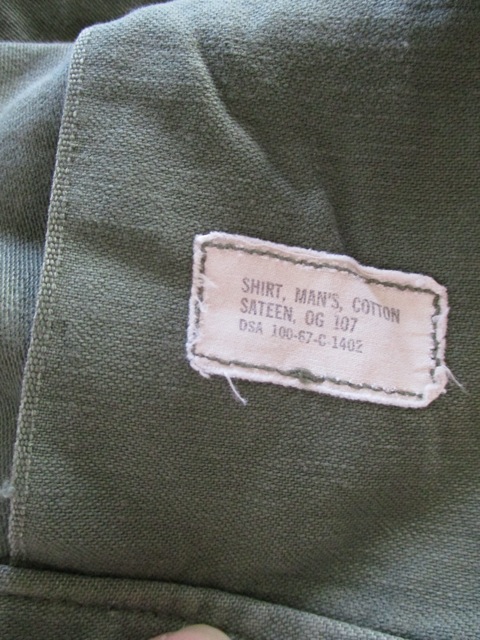 SHIRT, MAN'S, COTTON
SATEEN, OG 107
DSA 100-67-C-1402